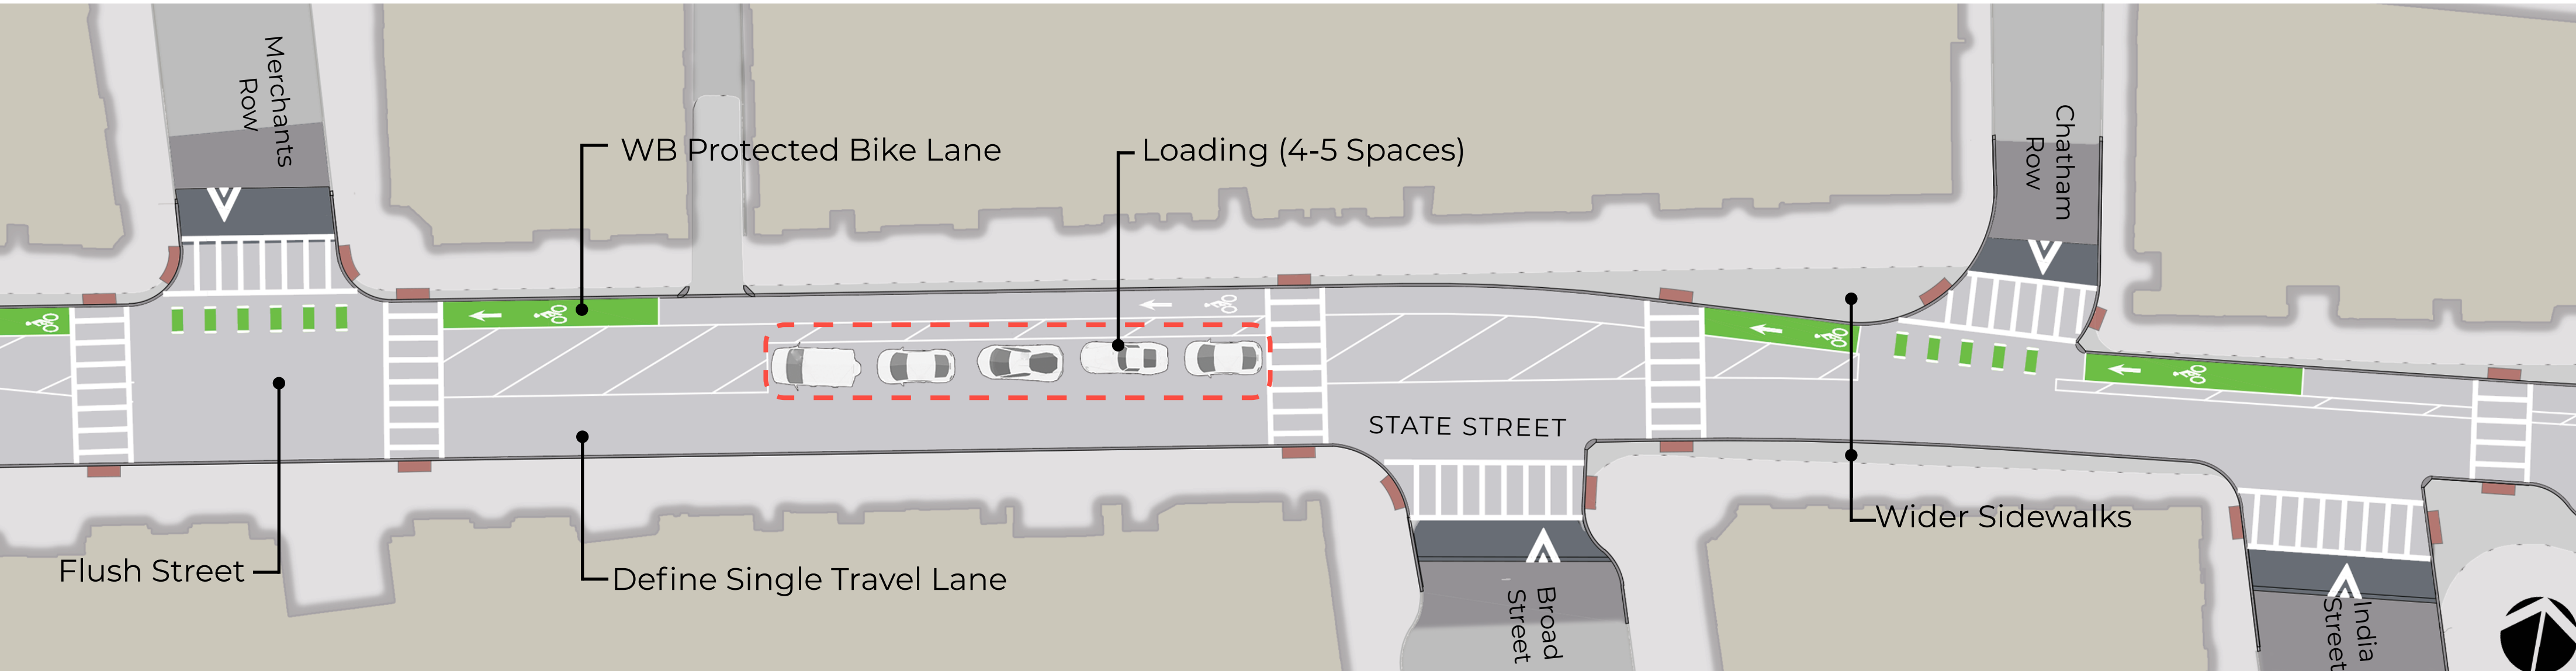 Merchants
Row
WB Protected Bike Lane
Loading (4-5 Spaces)
Chatham
Row
STATE STREET
Wider Sidewalks
Flush Street
Define Single Travel Lane
Broad
Street
India
Street